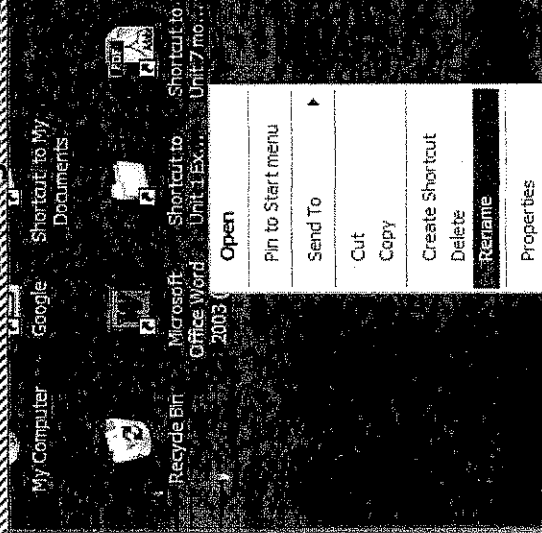 My Computer
Google
Shortcut to My
Documents
Recycle Bin
Microsoft
Office Word
2003
Shortcut to
Unit 1 Ex...
Shortcut to
Unit 7 mo...
Open
Pin to Start menu
Send To
Cut
Copy
Create Shortcut
Delete
Rename
Properties